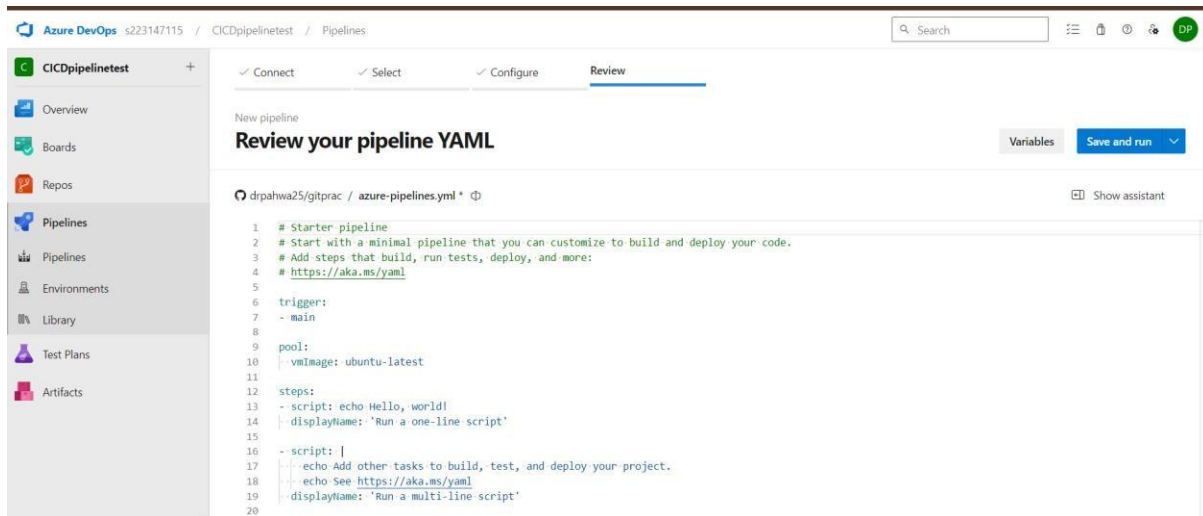 Azure DevOps s223147115 / CICDpipelinetest / Pipelines
Search
DP
C CICDpipelinetest +
Overview
Boards
Repos
Pipelines
Pipelines
Environments
Library
Test Plans
Artifacts
Connect Select Configure Review
New pipeline
Review your pipeline YAML
Variables Save and run
drpahwa25/gitprac / azure-pipelines.yml *
Show assistant
1 # Starter pipeline
2 # Start with a minimal pipeline that you can customize to build and deploy your code.
3 # Add steps that build, run tests, deploy, and more:
4 # https://aka.ms/yaml
5
6 trigger:
7 - main
8
9 pool:
10 vmImage: ubuntu-latest
11
12 steps:
13 - script: echo Hello, world!
14 displayName: 'Run a one-line script'
15
16 - script: |
17 echo Add other tasks to build, test, and deploy your project.
18 echo See https://aka.ms/yaml
19 displayName: 'Run a multi-line script'
20